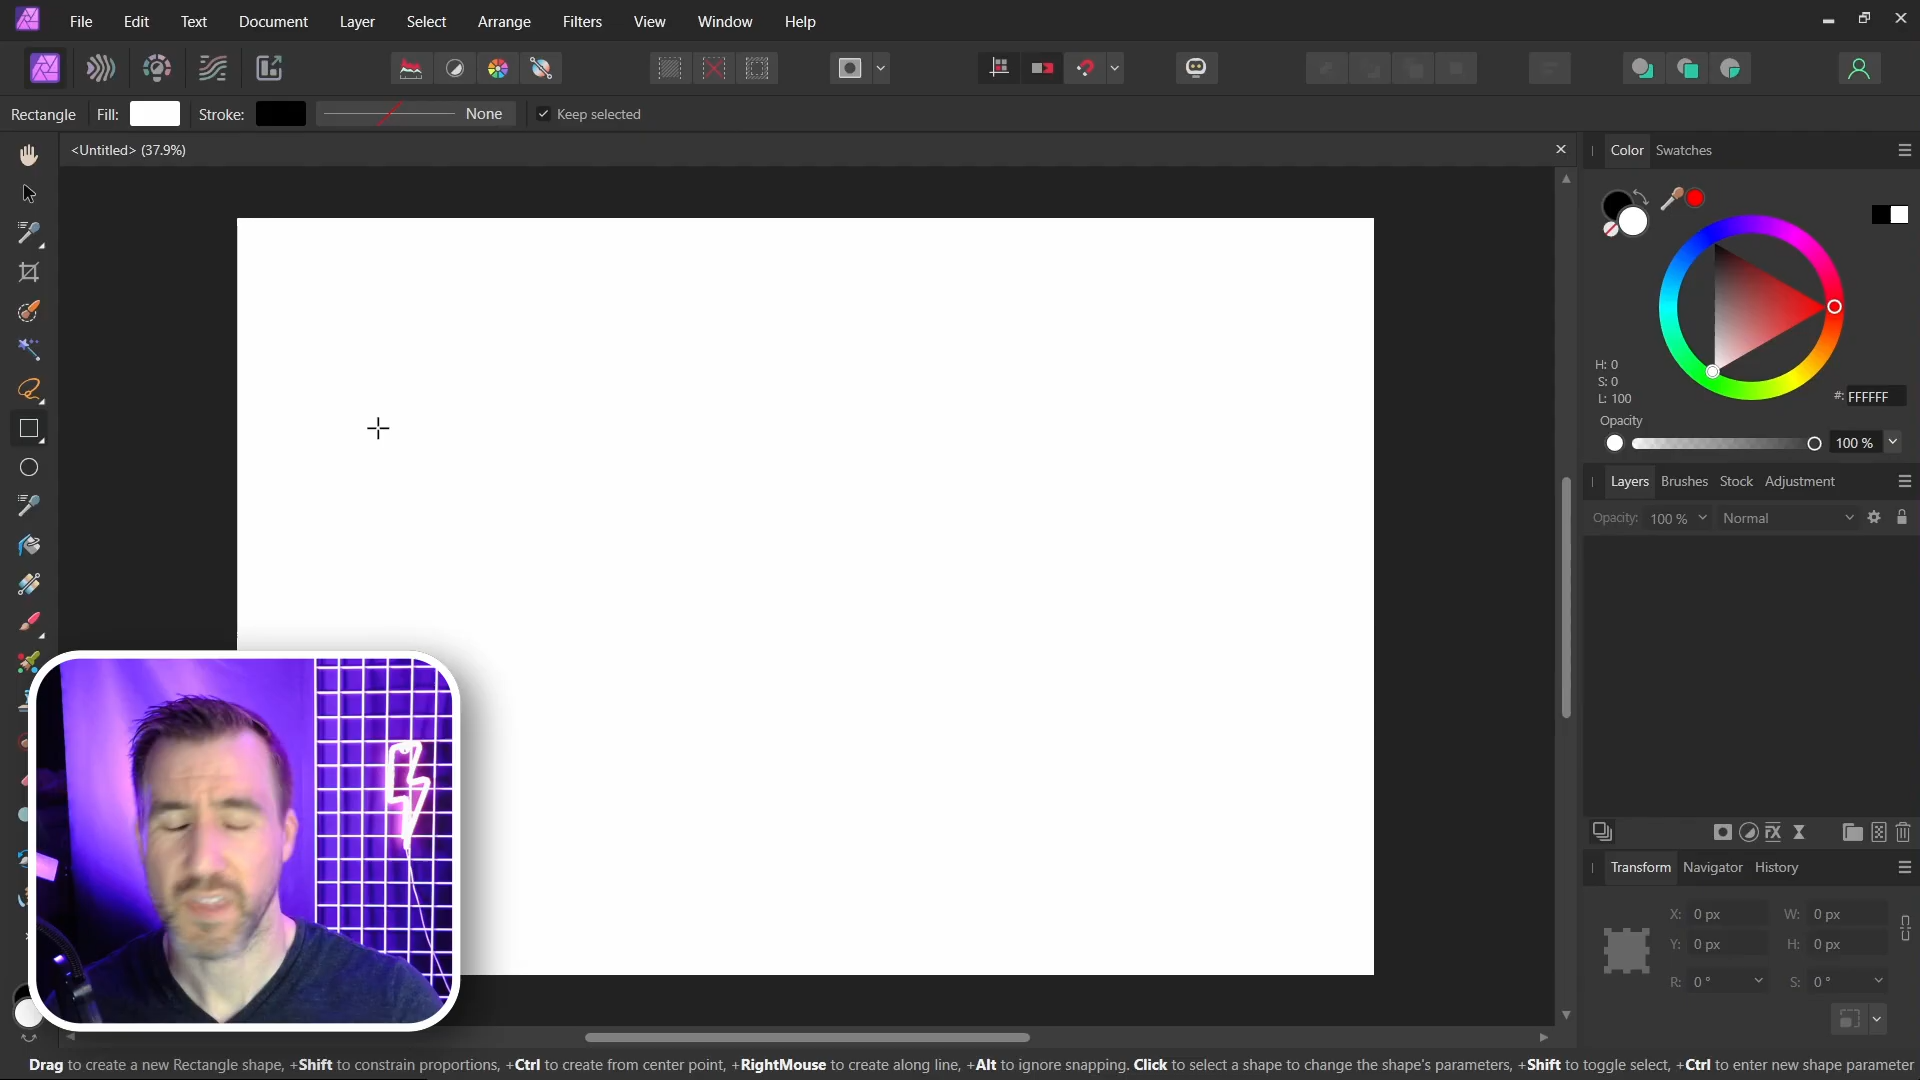 File Edit Text Document Layer Select Arrange Filters View Window Help
Rectangle Fill: Stroke: None Keep selected
<Untitled> (37.9%)
Color Swatches
H: 0
S: 0
L: 100
#: FFFFFF
Opacity
100 %
Layers Brushes Stock Adjustment
Opacity: 100 % Normal
Transform Navigator History
X: 0 px W: 0 px
Y: 0 px H: 0 px
R: 0 ° S: 0 °
Drag to create a new Rectangle shape, +Shift to constrain proportions, +Ctrl to create from center point, +RightMouse to create along line, +Alt to ignore snapping. Click to select a shape to change the shape's parameters, +Shift to toggle select, +Ctrl to enter new shape parameter